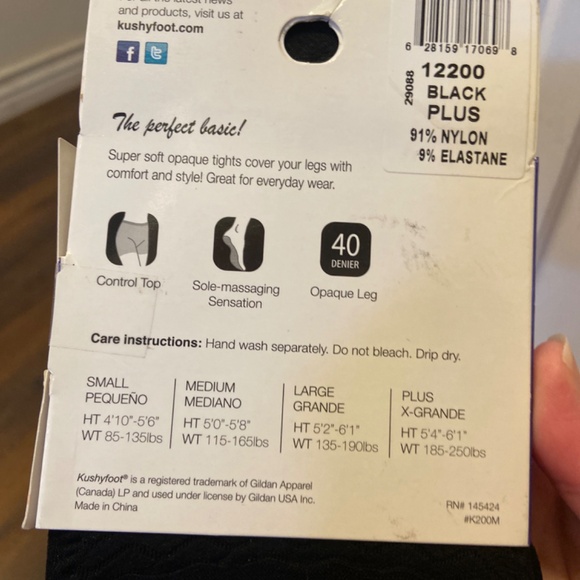 and products, visit us at
kushyfoot.com
6 28159 17069 8
29088
12200
BLACK
PLUS
91% NYLON
9% ELASTANE
The perfect basic!
Super soft opaque tights cover your legs with
comfort and style! Great for everyday wear.
40
DENIER
Control Top
Sole-massaging
Sensation
Opaque Leg
Care instructions: Hand wash separately. Do not bleach. Drip dry.
SMALL
PEQUEÑO
HT 4'10"-5'6"
WT 85-135lbs
MEDIUM
MEDIANO
HT 5'0"-5'8"
WT 115-165lbs
LARGE
GRANDE
HT 5'2"-6'1"
WT 135-190lbs
PLUS
X-GRANDE
HT 5'4"-6'1"
WT 185-250lbs
Kushyfoot® is a registered trademark of Gildan Apparel
(Canada) LP and used under license by Gildan USA Inc.
Made in China
RN# 145424
#K200M